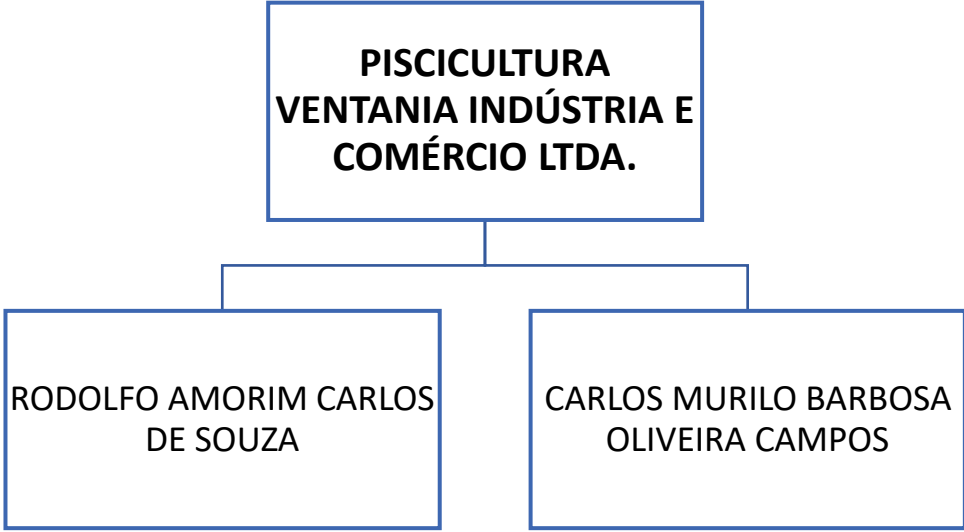 PISCICULTURA
VENTANIA INDÚSTRIA E
COMÉRCIO LTDA.
RODOLFO AMORIM CARLOS
DE SOUZA
CARLOS MURILO BARBOSA
OLIVEIRA CAMPOS